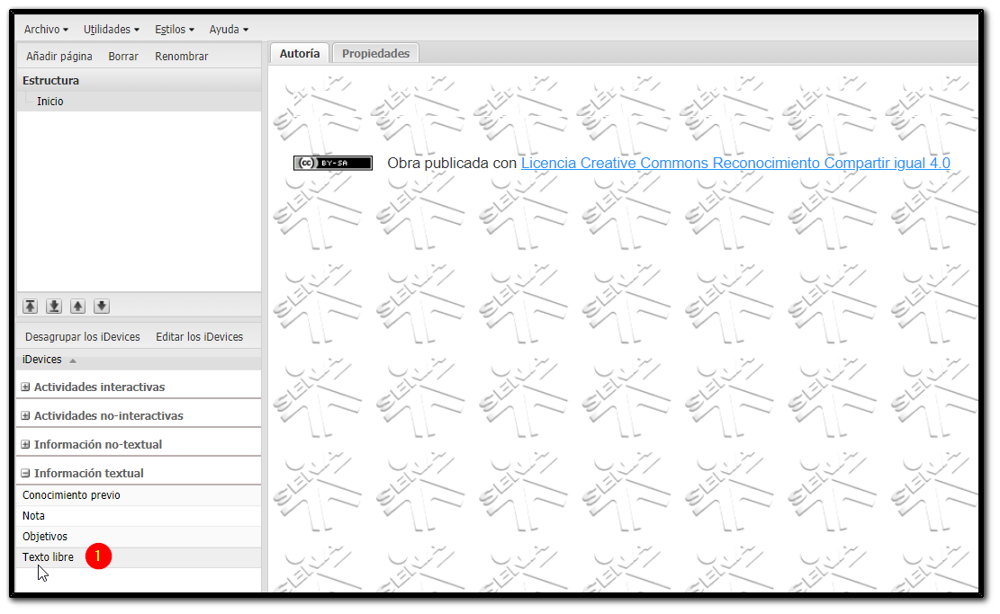 Archivo Utilidades Estilos Ayuda
Añadir página Borrar Renombrar
Estructura
Inicio
Desagrupar los iDevices Editar los iDevices
iDevices
Actividades interactivas
Actividades no-interactivas
Información no-textual
Información textual
Conocimiento previo
Nota
Objetivos
Texto libre 1
Autoría Propiedades
cc BY-SA Obra publicada con Licencia Creative Commons Reconocimiento Compartir igual 4.0